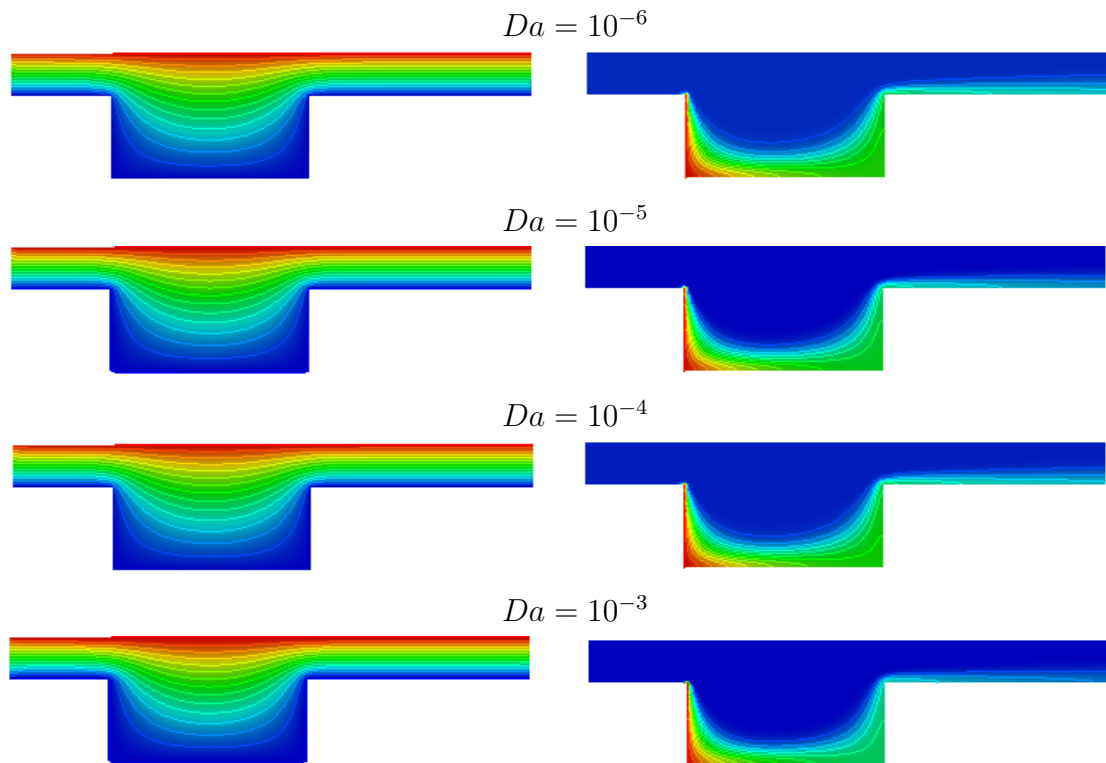 Da = 10⁻⁶
Da = 10⁻⁵
Da = 10⁻⁴
Da = 10⁻³